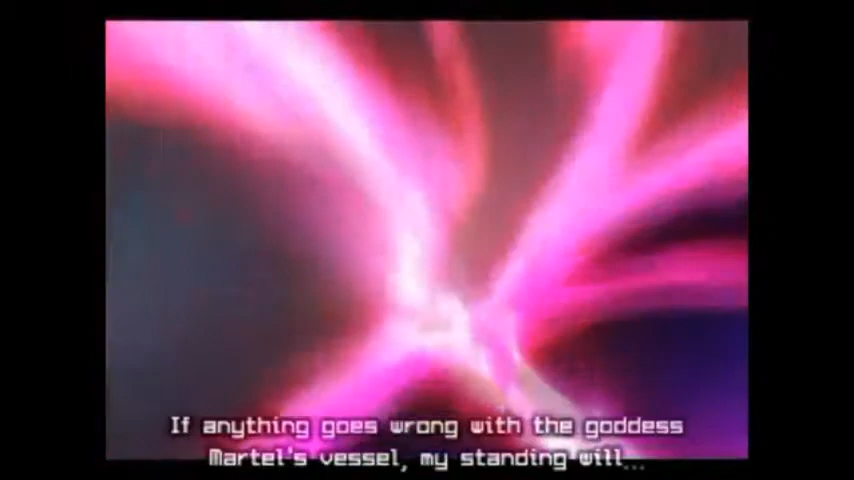 If anything goes wrong with the goddess
Martel's vessel, my standing will...